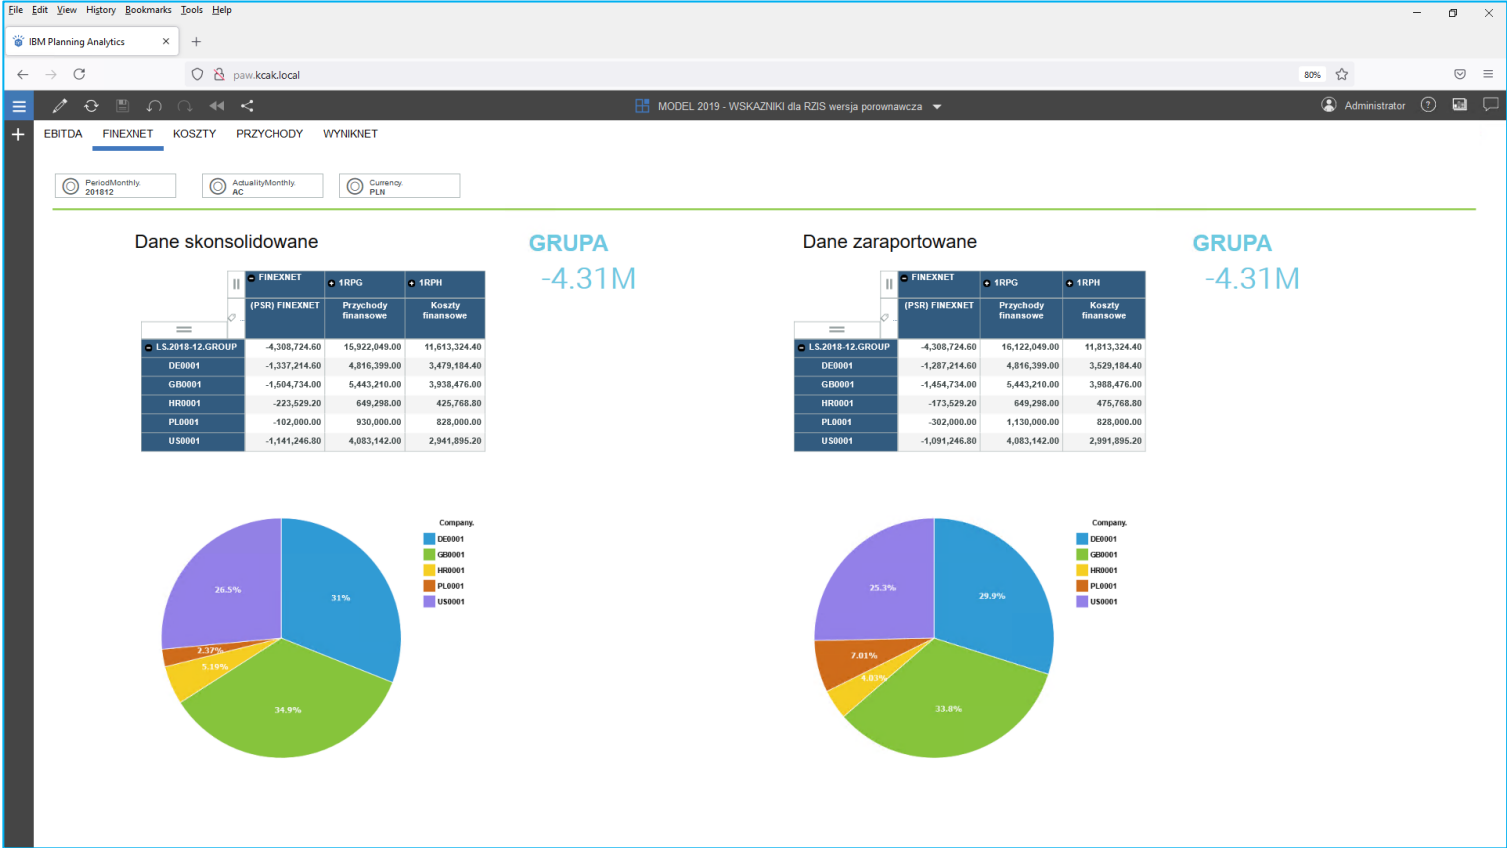 File Edit View History Bookmarks Tools Help
IBM Planning Analytics
paw.kcak.local
80%
MODEL 2019 - WSKAZNIKI dla RZIS wersja porownawcza
Administrator
EBITDA FINEXNET KOSZTY PRZYCHODY WYNIKNET
PeriodMonthly.
201812
ActualityMonthly.
AC
Currency.
PLN
Dane skonsolidowane
GRUPA
-4.31M
FINEXNET 1RPG 1RPH
(PSR) FINEXNET Przychody finansowe Koszty finansowe
LS.2018-12.GROUP -4,308,724.60 15,922,049.00 11,613,324.40
DE0001 -1,337,214.60 4,816,399.00 3,479,184.40
GB0001 -1,504,734.00 5,443,210.00 3,938,476.00
HR0001 -223,529.20 649,298.00 425,768.80
PL0001 -102,000.00 930,000.00 828,000.00
US0001 -1,141,246.80 4,083,142.00 2,941,895.20
Company.
DE0001
GB0001
HR0001
PL0001
US0001
26.5%
31%
2.37%
5.19%
34.9%
Dane zaraportowane
GRUPA
-4.31M
FINEXNET 1RPG 1RPH
(PSR) FINEXNET Przychody finansowe Koszty finansowe
LS.2018-12.GROUP -4,308,724.60 16,122,049.00 11,813,324.40
DE0001 -1,287,214.60 4,816,399.00 3,529,184.40
GB0001 -1,454,734.00 5,443,210.00 3,988,476.00
HR0001 -173,529.20 649,298.00 475,768.80
PL0001 -302,000.00 1,130,000.00 828,000.00
US0001 -1,091,246.80 4,083,142.00 2,991,895.20
Company.
DE0001
GB0001
HR0001
PL0001
US0001
25.3%
29.9%
7.01%
4.03%
33.8%